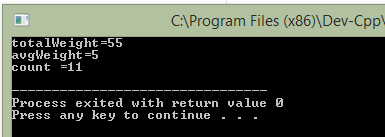 C:\Program Files (x86)\Dev-Cpp\
totalWeight=55
avgWeight=5
count =11
--------------------------------
Process exited with return value 0
Press any key to continue . . .